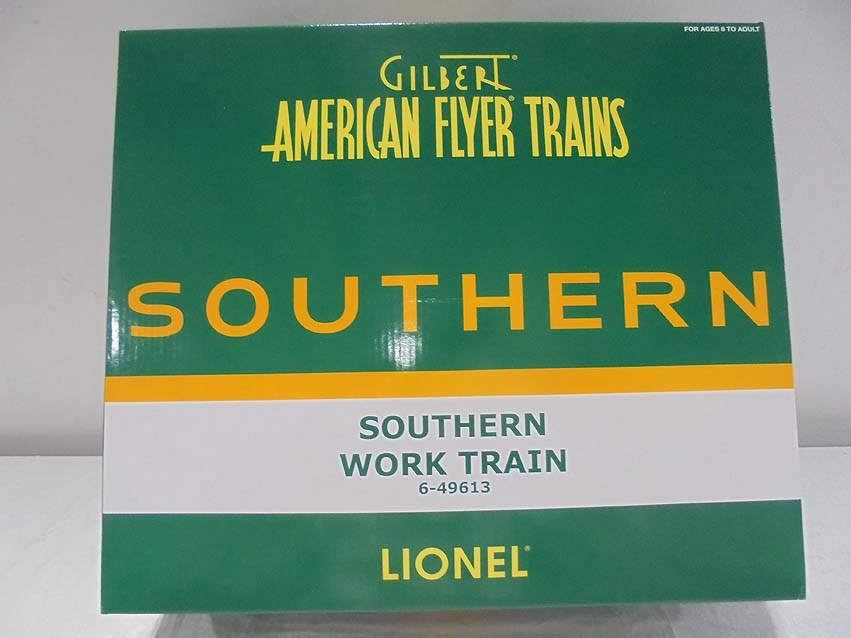 FOR AGES 8 TO ADULT
GILBERT®
AMERICAN FLYER® TRAINS
SOUTHERN
SOUTHERN
WORK TRAIN
6-49613
LIONEL®